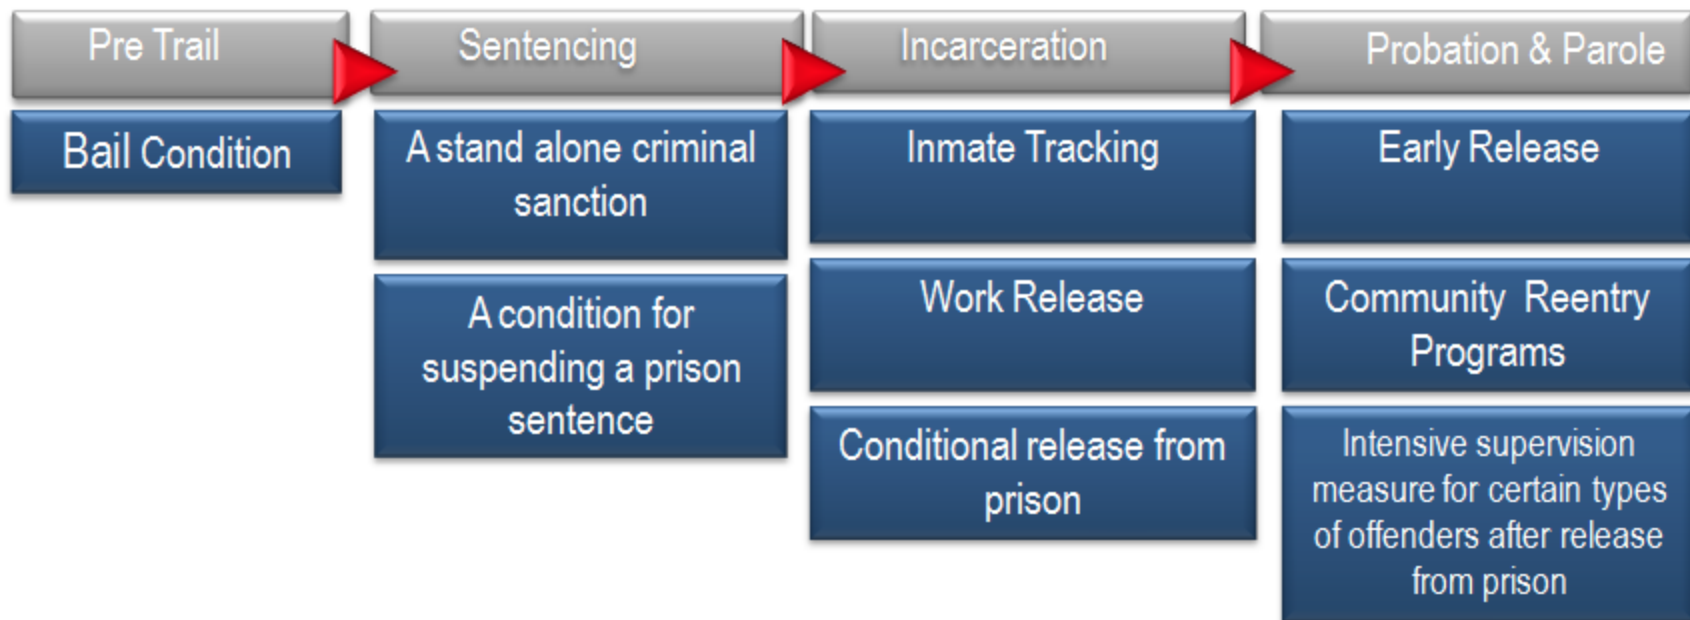 Pre Trail
Sentencing
Incarceration
Probation & Parole
Bail Condition
A stand alone criminal
sanction
A condition for
suspending a prison
sentence
Inmate Tracking
Work Release
Conditional release from
prison
Early Release
Community Reentry
Programs
Intensive supervision
measure for certain types
of offenders after release
from prison